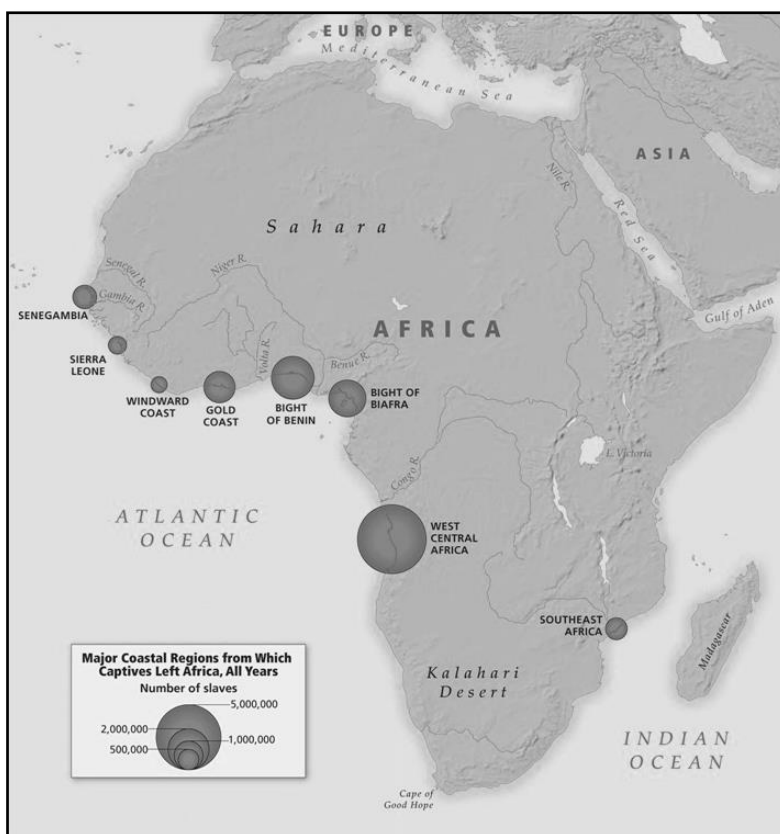 EUROPE
Mediterranean Sea
ASIA
Nile R.
Red Sea
Sahara
Senegal R.
Niger R.
Gambia R.
SENEGAMBIA
Gulf of Aden
AFRICA
SIERRA
LEONE
Volta R.
Benue R.
WINDWARD
COAST
GOLD
COAST
BIGHT
OF BENIN
BIGHT OF
BIAFRA
L. Victoria
Congo R.
ATLANTIC
OCEAN
WEST
CENTRAL
AFRICA
SOUTHEAST
AFRICA
Madagascar
Kalahari
Desert
Major Coastal Regions from Which
Captives Left Africa, All Years
Number of slaves
5,000,000
2,000,000
1,000,000
500,000
INDIAN
OCEAN
Cape of
Good Hope